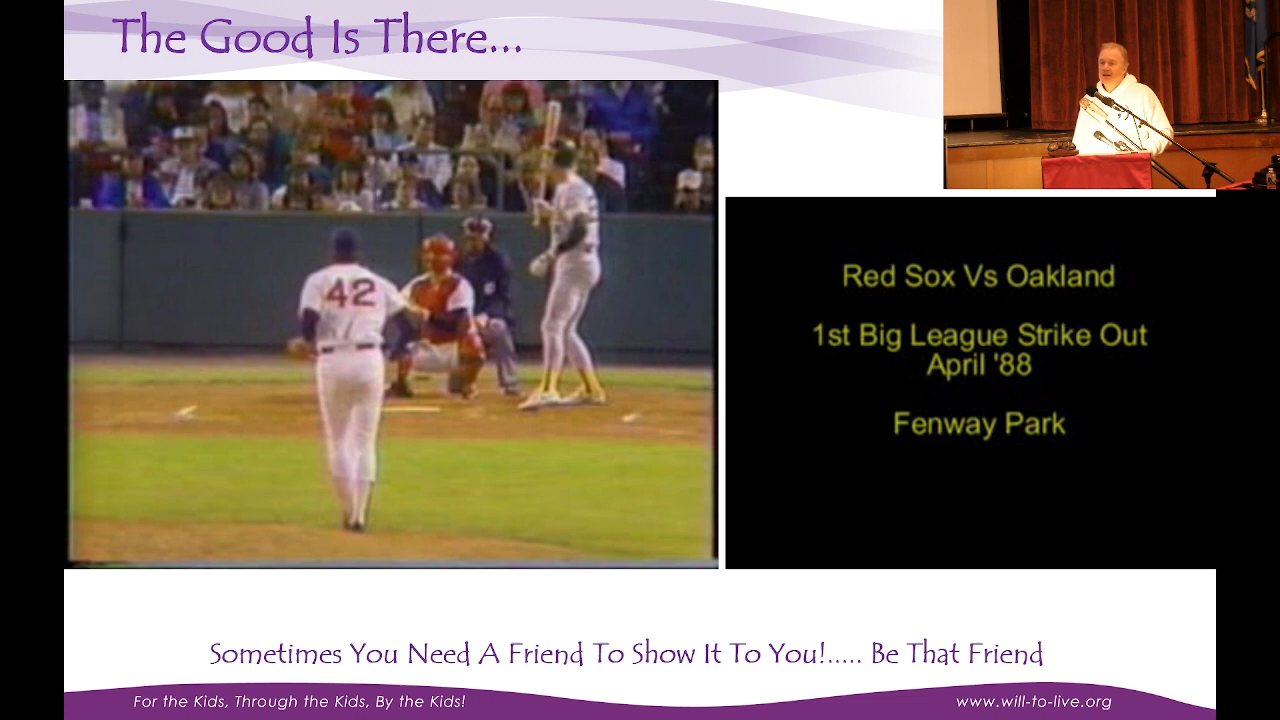 The Good Is There...
42
Red Sox Vs Oakland
1st Big League Strike Out
April '88
Fenway Park
Sometimes You Need A Friend To Show It To You!..... Be That Friend
For the Kids, Through the Kids, By the Kids!
www.will-to-live.org